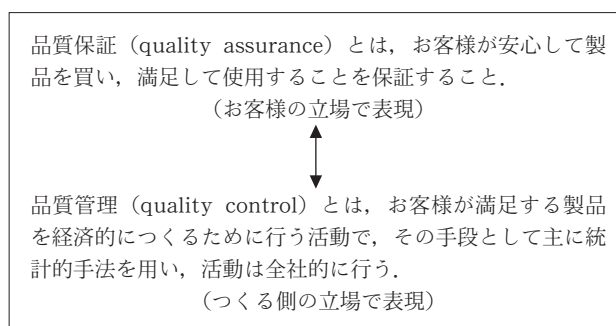 品質保証（quality assurance）とは，お客様が安心して製
品を買い，満足して使用することを保証すること．
（お客様の立場で表現）
品質管理（quality control）とは，お客様が満足する製品
を経済的につくるために行う活動で，その手段として主に統
計的手法を用い，活動は全社的に行う．
（つくる側の立場で表現）